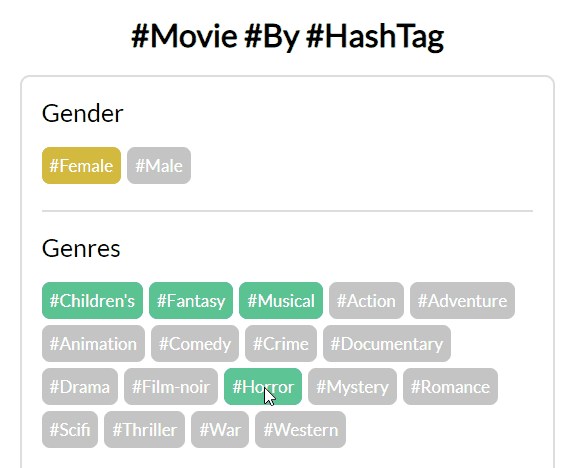 #Movie #By #HashTag
Gender
#Female #Male
Genres
#Children's #Fantasy #Musical #Action #Adventure
#Animation #Comedy #Crime #Documentary
#Drama #Film-noir #Horror #Mystery #Romance
#Scifi #Thriller #War #Western